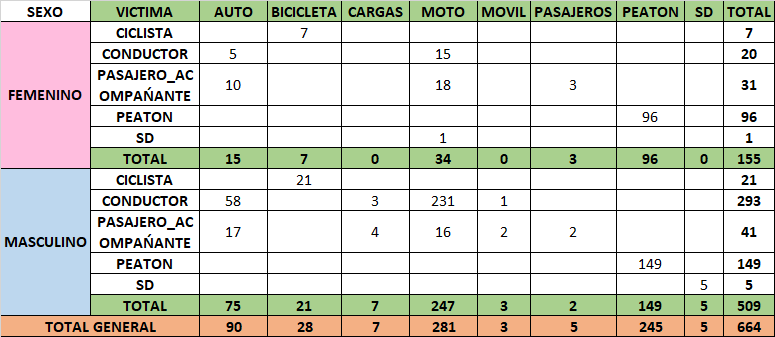 SEXO VICTIMA AUTO BICICLETA CARGAS MOTO MOVIL PASAJEROS PEATON SD TOTAL
FEMENINO
CICLISTA 7 7
CONDUCTOR 5 15 20
PASAJERO_AC
OMPAŃANTE 10 18 3 31
PEATON 96 96
SD 1 1
TOTAL 15 7 0 34 0 3 96 0 155
MASCULINO
CICLISTA 21 21
CONDUCTOR 58 3 231 1 293
PASAJERO_AC
OMPAŃANTE 17 4 16 2 2 41
PEATON 149 149
SD 5 5
TOTAL 75 21 7 247 3 2 149 5 509
TOTAL GENERAL 90 28 7 281 3 5 245 5 664